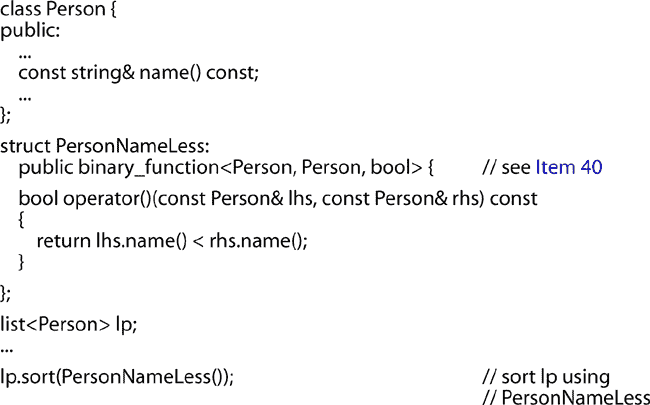 class Person {
public:
...
const string& name() const;
...
};
struct PersonNameLess:
public binary_function<Person, Person, bool> { // see Item 40
bool operator()(const Person& lhs, const Person& rhs) const
{
return lhs.name() < rhs.name();
}
};
list<Person> lp;
...
lp.sort(PersonNameLess()); // sort lp using
// PersonNameLess